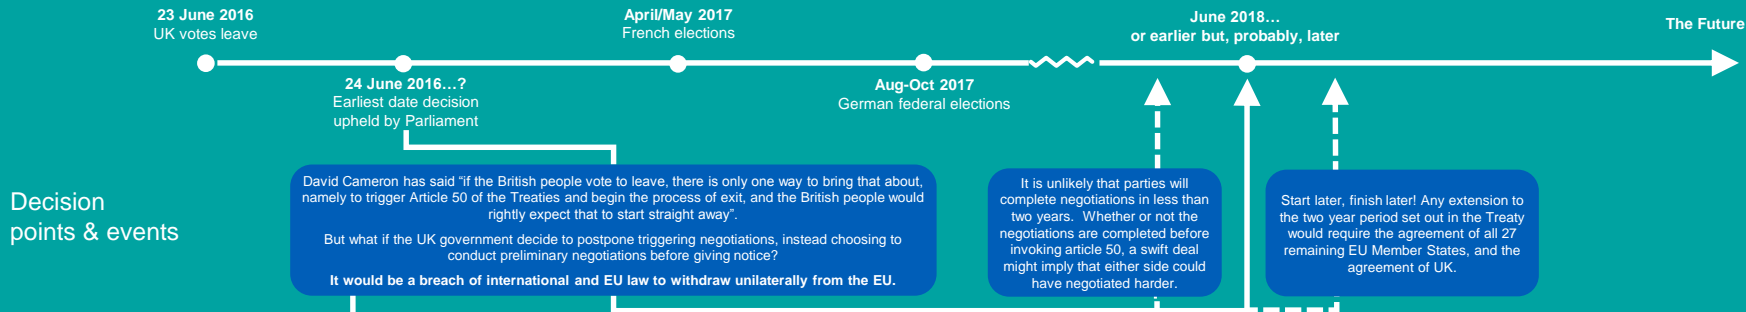 23 June 2016
UK votes leave
April/May 2017
French elections
June 2018…
or earlier but, probably, later
The Future
24 June 2016…?
Earliest date decision
upheld by Parliament
Aug-Oct 2017
German federal elections
Decision
points & events
David Cameron has said “if the British people vote to leave, there is only one way to bring that about,
namely to trigger Article 50 of the Treaties and begin the process of exit, and the British people would
rightly expect that to start straight away”.
But what if the UK government decide to postpone triggering negotiations, instead choosing to
conduct preliminary negotiations before giving notice?
It would be a breach of international and EU law to withdraw unilaterally from the EU.
It is unlikely that parties will
complete negotiations in less than
two years. Whether or not the
negotiations are completed before
invoking article 50, a swift deal
might imply that either side could
have negotiated harder.
Start later, finish later! Any extension to
the two year period set out in the Treaty
would require the agreement of all 27
remaining EU Member States, and the
agreement of UK.